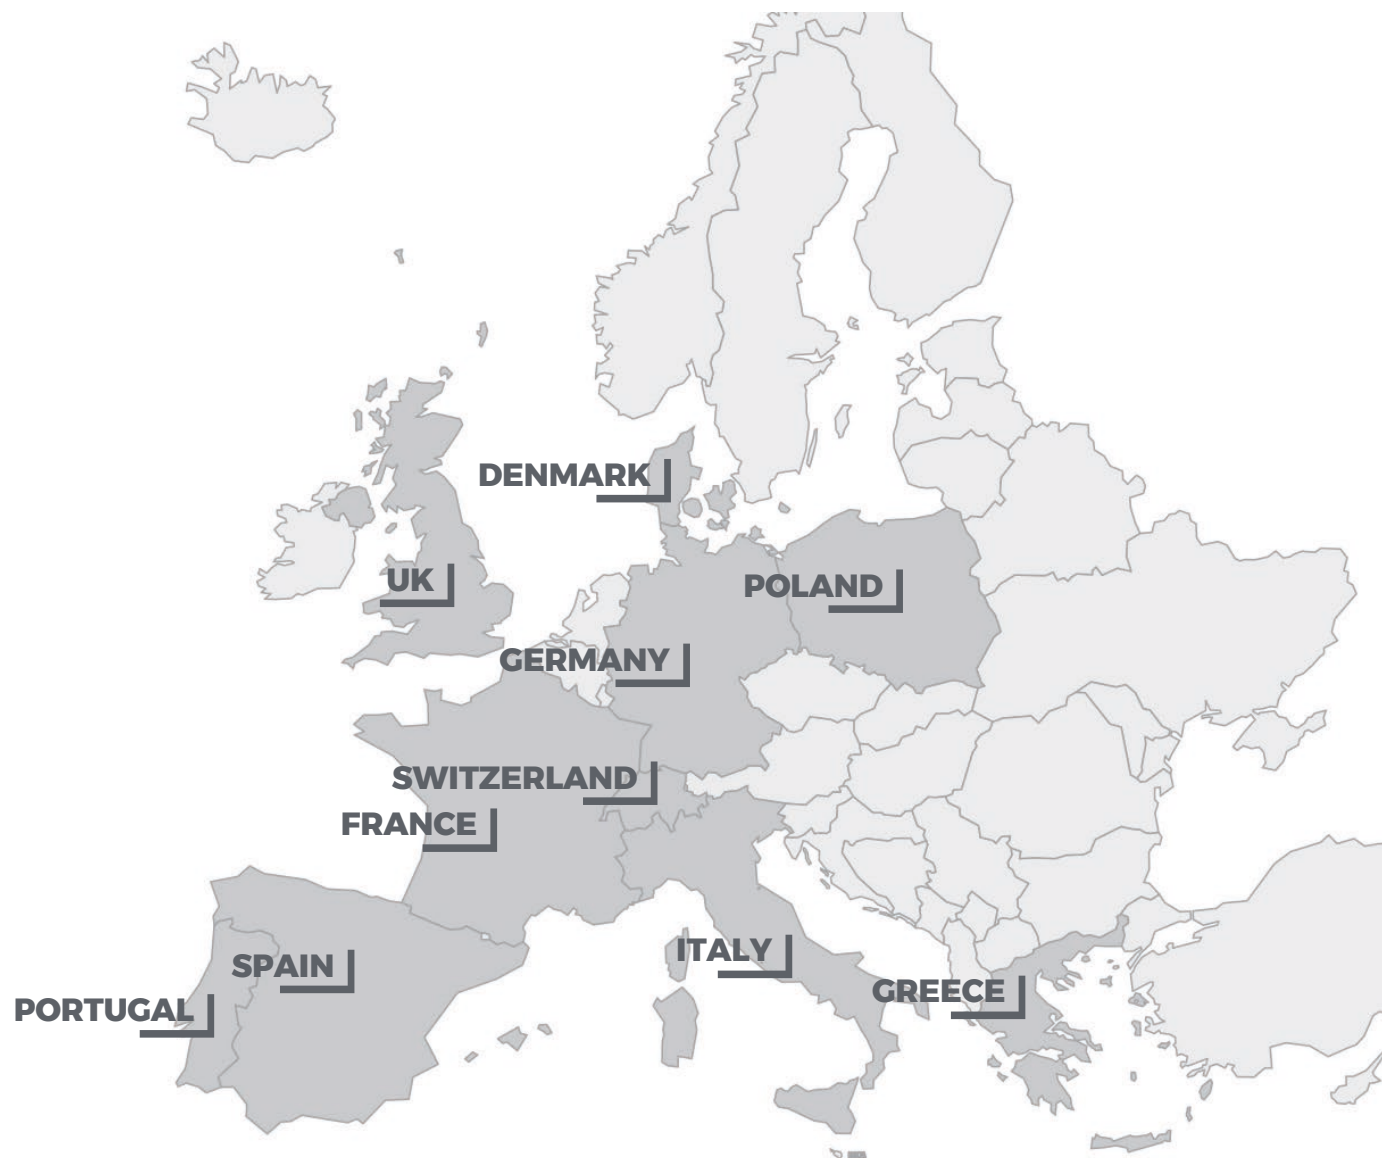 DENMARK
UK
POLAND
GERMANY
SWITZERLAND
FRANCE
ITALY
SPAIN
GREECE
PORTUGAL